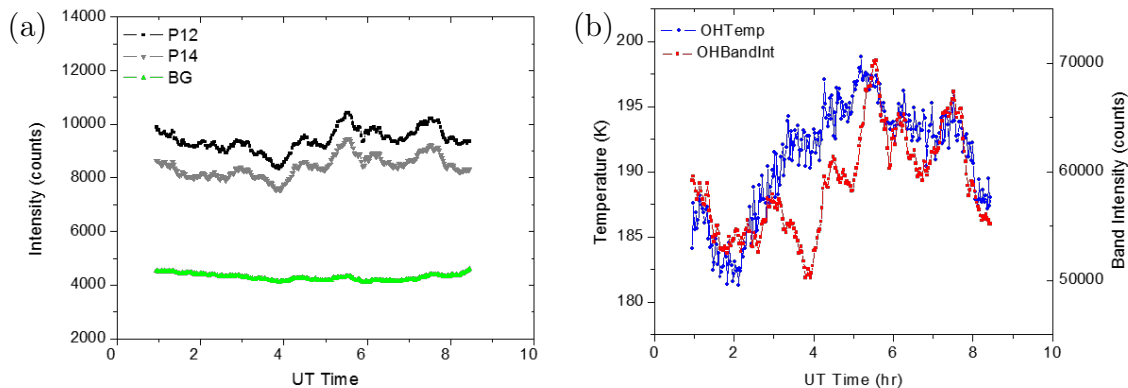 (a)
P12
P14
BG
Intensity (counts)
14000
12000
10000
8000
6000
4000
2000
0 2 4 6 8 10
UT Time
(b)
OHTemp
OHBandInt
Temperature (K)
200
195
190
185
180
70000
60000
50000
Band Intensity (counts)
0 2 4 6 8 10
UT Time (hr)